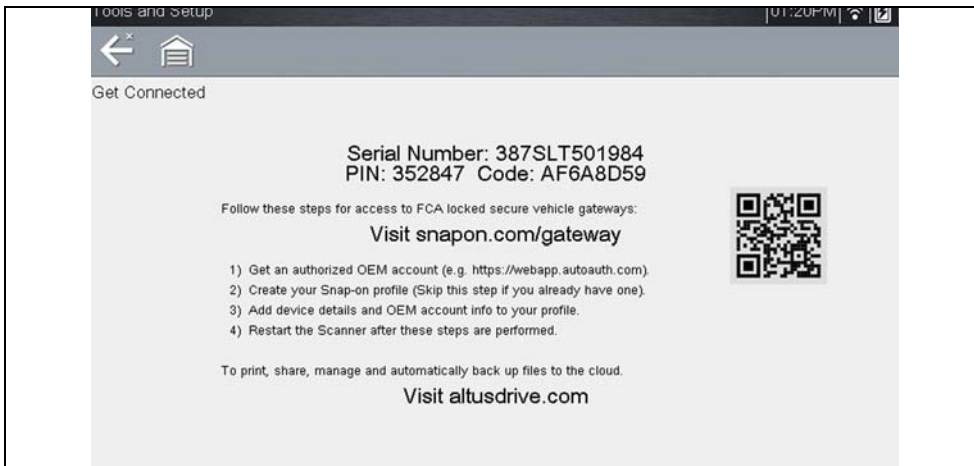 Tools and Setup
01:20PM
Get Connected
Serial Number: 387SLT501984
PIN: 352847 Code: AF6A8D59
Follow these steps for access to FCA locked secure vehicle gateways:
Visit snapon.com/gateway
1) Get an authorized OEM account (e.g. https://webapp.autoauth.com).
2) Create your Snap-on profile (Skip this step if you already have one).
3) Add device details and OEM account info to your profile.
4) Restart the Scanner after these steps are performed.
To print, share, manage and automatically back up files to the cloud.
Visit altusdrive.com